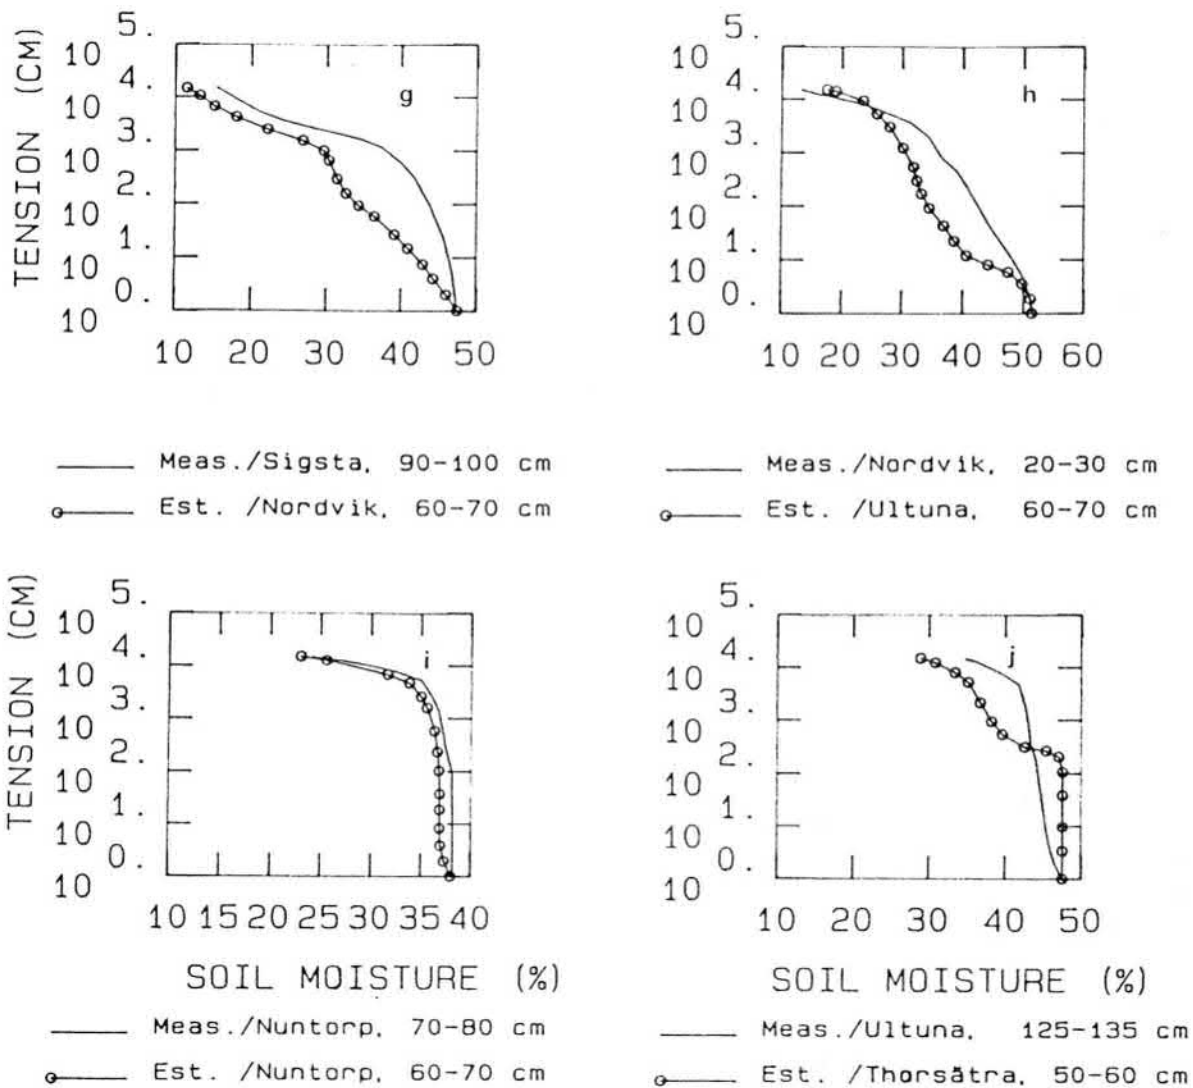 TENSION (CM)
10 5.
10 4.
10 3.
10 2.
10 1.
10 0.
g
10 20 30 40 50
Meas./Sigsta, 90-100 cm
Est. /Nordvik, 60-70 cm
10 5.
10 4.
10 3.
10 2.
10 1.
10 0.
h
10 20 30 40 50 60
Meas./Nordvik, 20-30 cm
Est. /Ultuna, 60-70 cm
TENSION (CM)
10 5.
10 4.
10 3.
10 2.
10 1.
10 0.
i
10 15 20 25 30 35 40
SOIL MOISTURE (%)
Meas./Nuntorp, 70-80 cm
Est. /Nuntorp, 60-70 cm
10 5.
10 4.
10 3.
10 2.
10 1.
10 0.
j
10 20 30 40 50
SOIL MOISTURE (%)
Meas./Ultuna, 125-135 cm
Est. /Thorsätra, 50-60 cm